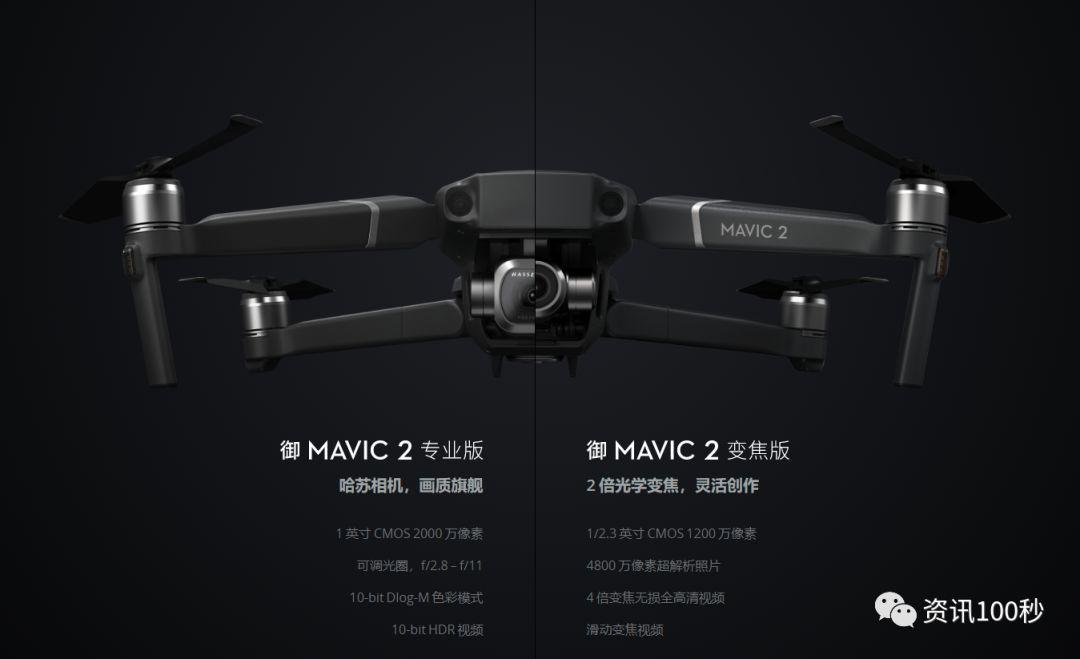 MAVIC 2
HASSE
御 MAVIC 2 专业版
哈苏相机，画质旗舰
1 英寸 CMOS 2000 万像素
可调光圈，f/2.8 – f/11
10-bit Dlog-M 色彩模式
10-bit HDR 视频
御 MAVIC 2 变焦版
2 倍光学变焦，灵活创作
1/2.3 英寸 CMOS 1200 万像素
4800 万像素超解析照片
4 倍变焦无损全高清视频
滑动变焦视频
资讯100秒